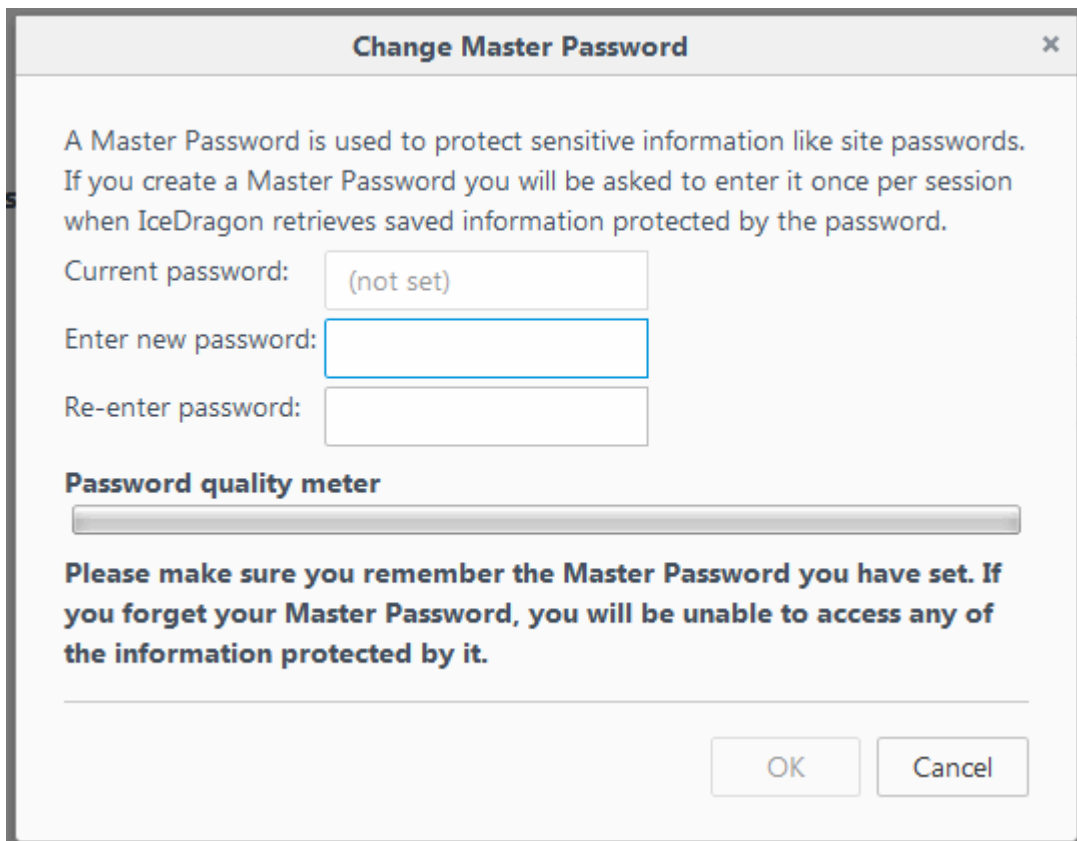 Change Master Password
A Master Password is used to protect sensitive information like site passwords.
If you create a Master Password you will be asked to enter it once per session
when IceDragon retrieves saved information protected by the password.
Current password: (not set)
Enter new password:
Re-enter password:
Password quality meter
Please make sure you remember the Master Password you have set. If
you forget your Master Password, you will be unable to access any of
the information protected by it.
OK Cancel